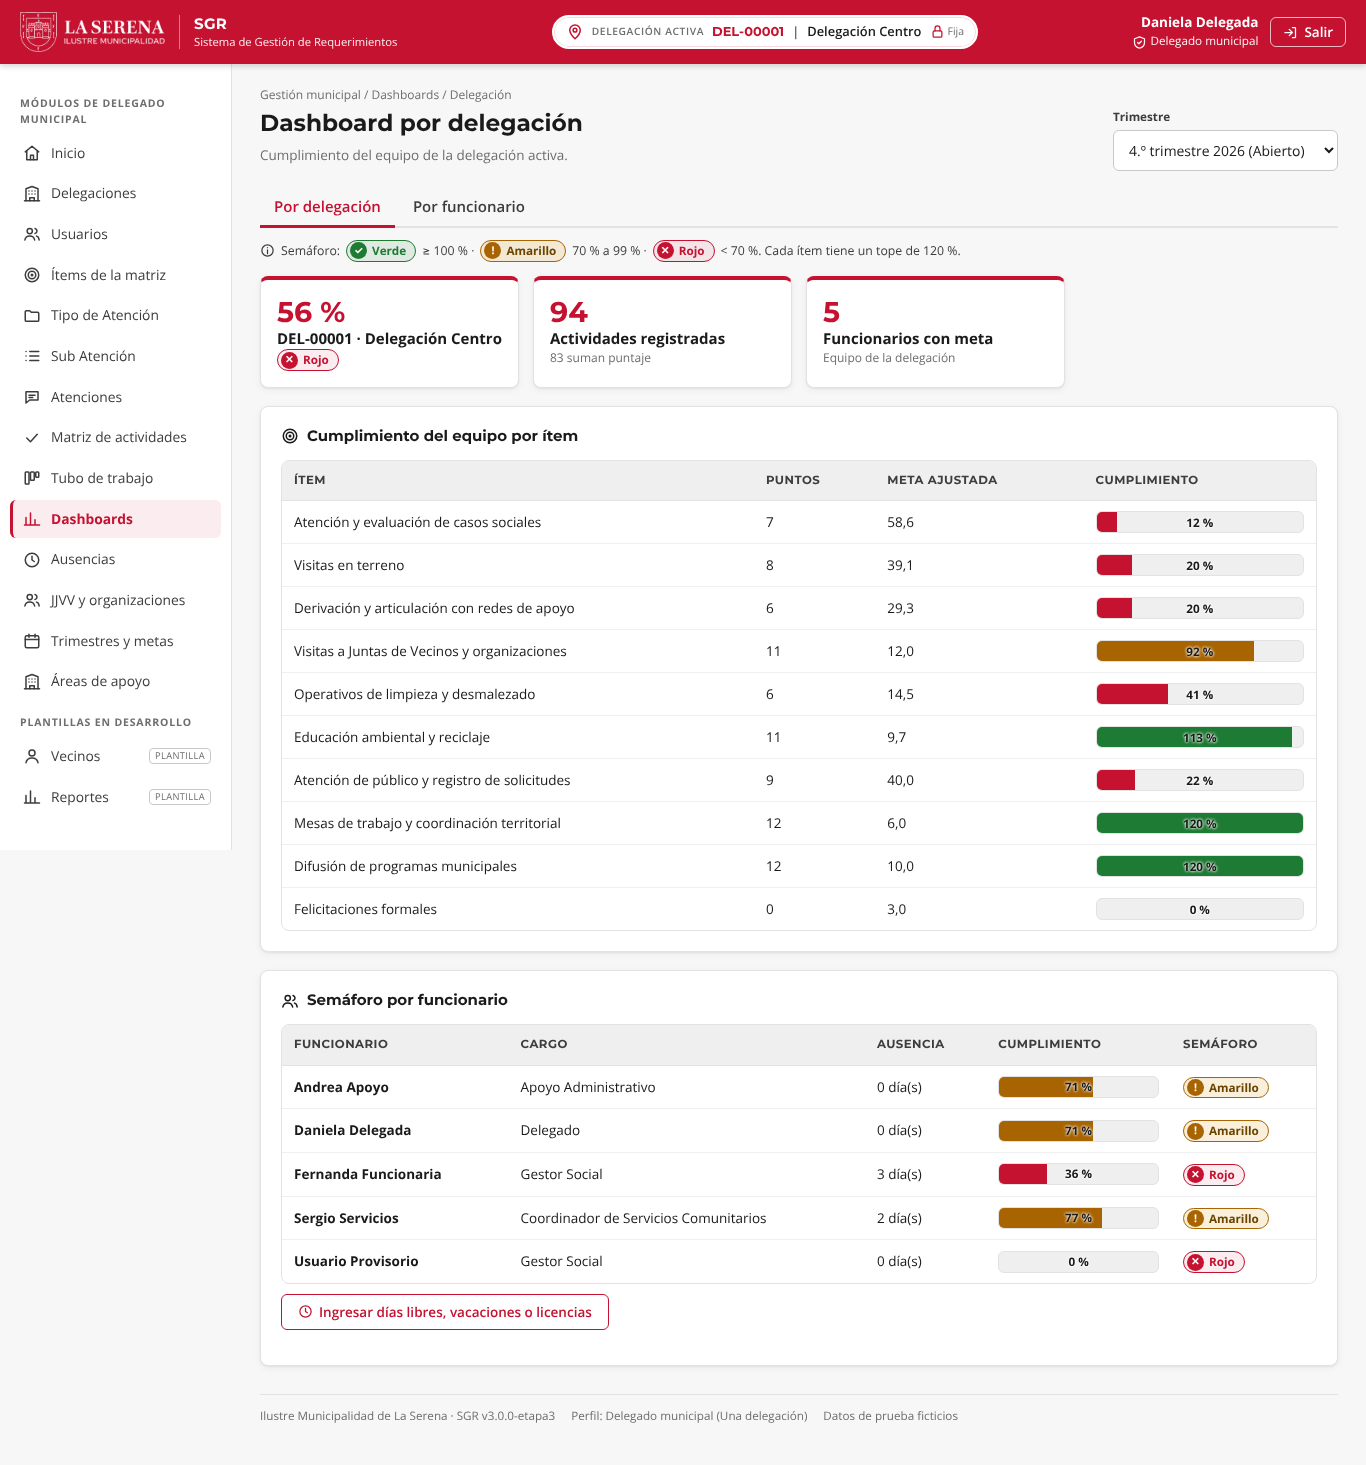 LA SERENA
ILUSTRE MUNICIPALIDAD
SGR
Sistema de Gestión de Requerimientos
DELEGACIÓN ACTIVA DEL-00001 | Delegación Centro Fija
Daniela Delegada
Delegado municipal
Salir
MÓDULOS DE DELEGADO
MUNICIPAL
Inicio
Delegaciones
Usuarios
Ítems de la matriz
Tipo de Atención
Sub Atención
Atenciones
Matriz de actividades
Tubo de trabajo
Dashboards
Ausencias
JJVV y organizaciones
Trimestres y metas
Áreas de apoyo
PLANTILLAS EN DESARROLLO
Vecinos PLANTILLA
Reportes PLANTILLA
Gestión municipal / Dashboards / Delegación
Dashboard por delegación
Cumplimiento del equipo de la delegación activa.
Trimestre
4.º trimestre 2026 (Abierto)
Por delegación Por funcionario
Semáforo: Verde ≥ 100 % · Amarillo 70 % a 99 % · Rojo < 70 %. Cada ítem tiene un tope de 120 %.
56 %
DEL-00001 · Delegación Centro
Rojo
94
Actividades registradas
83 suman puntaje
5
Funcionarios con meta
Equipo de la delegación
Cumplimiento del equipo por ítem
ÍTEM PUNTOS META AJUSTADA CUMPLIMIENTO
Atención y evaluación de casos sociales 7 58,6 12 %
Visitas en terreno 8 39,1 20 %
Derivación y articulación con redes de apoyo 6 29,3 20 %
Visitas a Juntas de Vecinos y organizaciones 11 12,0 92 %
Operativos de limpieza y desmalezado 6 14,5 41 %
Educación ambiental y reciclaje 11 9,7 113 %
Atención de público y registro de solicitudes 9 40,0 22 %
Mesas de trabajo y coordinación territorial 12 6,0 120 %
Difusión de programas municipales 12 10,0 120 %
Felicitaciones formales 0 3,0 0 %
Semáforo por funcionario
FUNCIONARIO CARGO AUSENCIA CUMPLIMIENTO SEMÁFORO
Andrea Apoyo Apoyo Administrativo 0 día(s) 71 % Amarillo
Daniela Delegada Delegado 0 día(s) 71 % Amarillo
Fernanda Funcionaria Gestor Social 3 día(s) 36 % Rojo
Sergio Servicios Coordinador de Servicios Comunitarios 2 día(s) 77 % Amarillo
Usuario Provisorio Gestor Social 0 día(s) 0 % Rojo
Ingresar días libres, vacaciones o licencias
Ilustre Municipalidad de La Serena · SGR v3.0.0-etapa3 Perfil: Delegado municipal (Una delegación) Datos de prueba ficticios